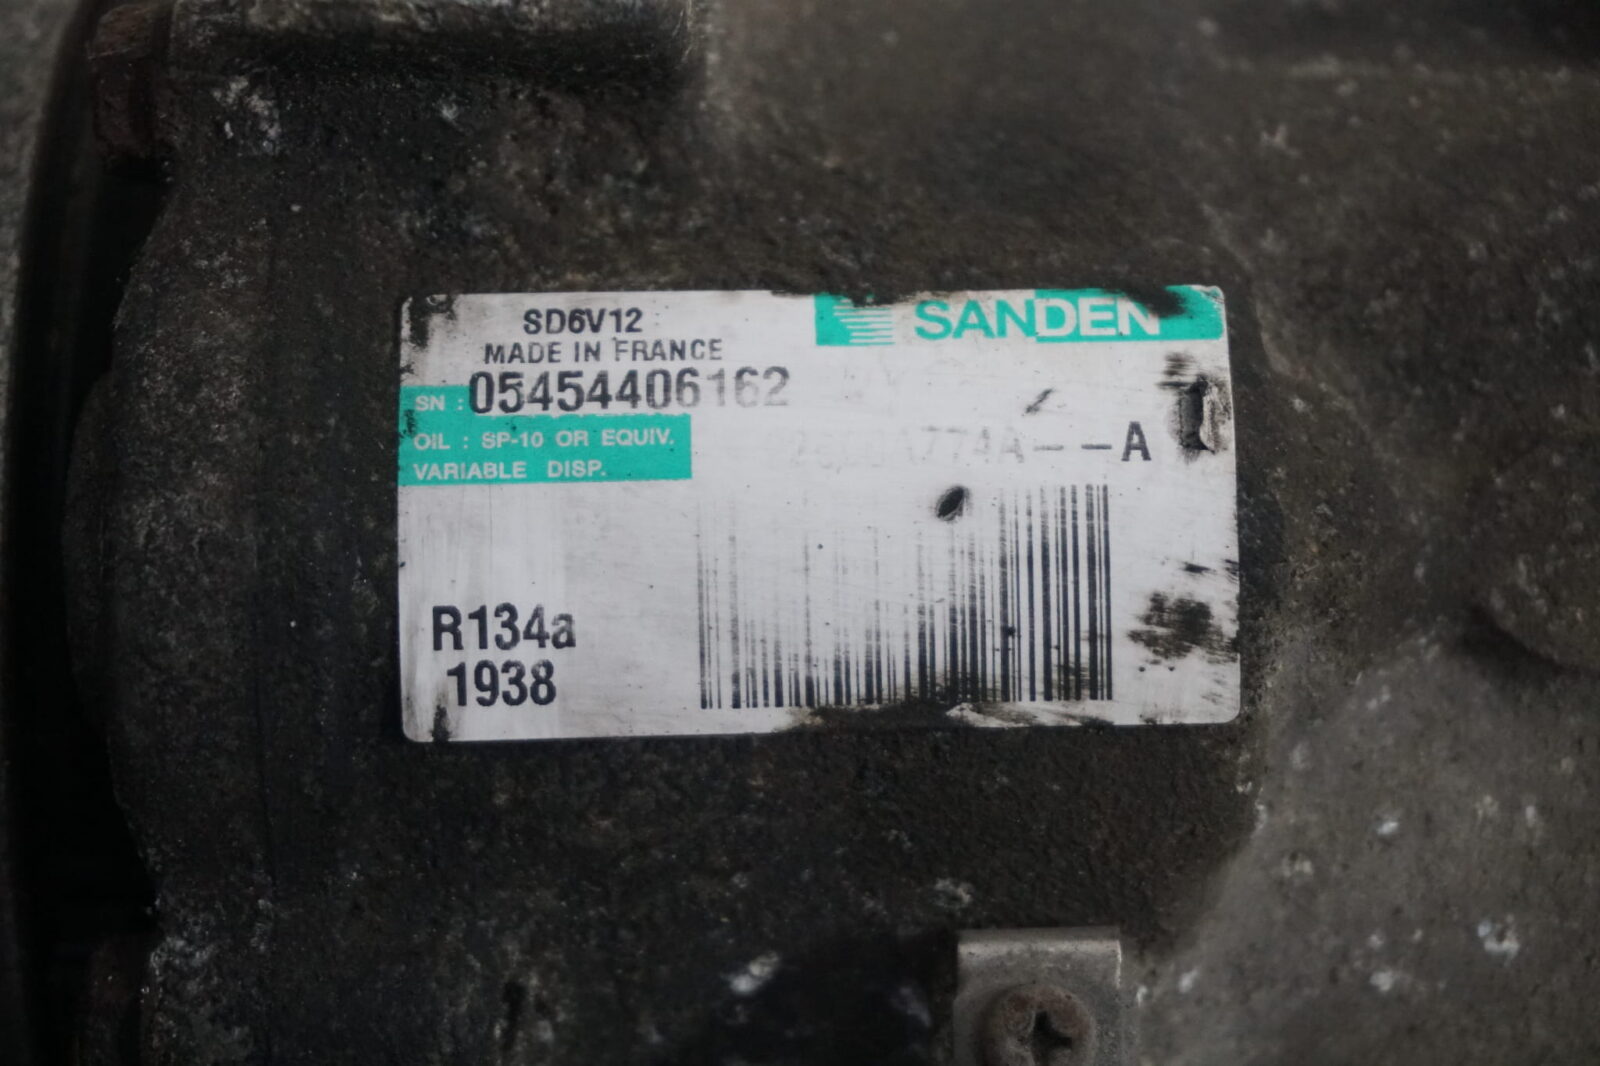 SD6V12
SANDEN
MADE IN FRANCE
SN : 05454406162
OIL : SP-10 OR EQUIV.
VARIABLE DISP.
R134a
1938